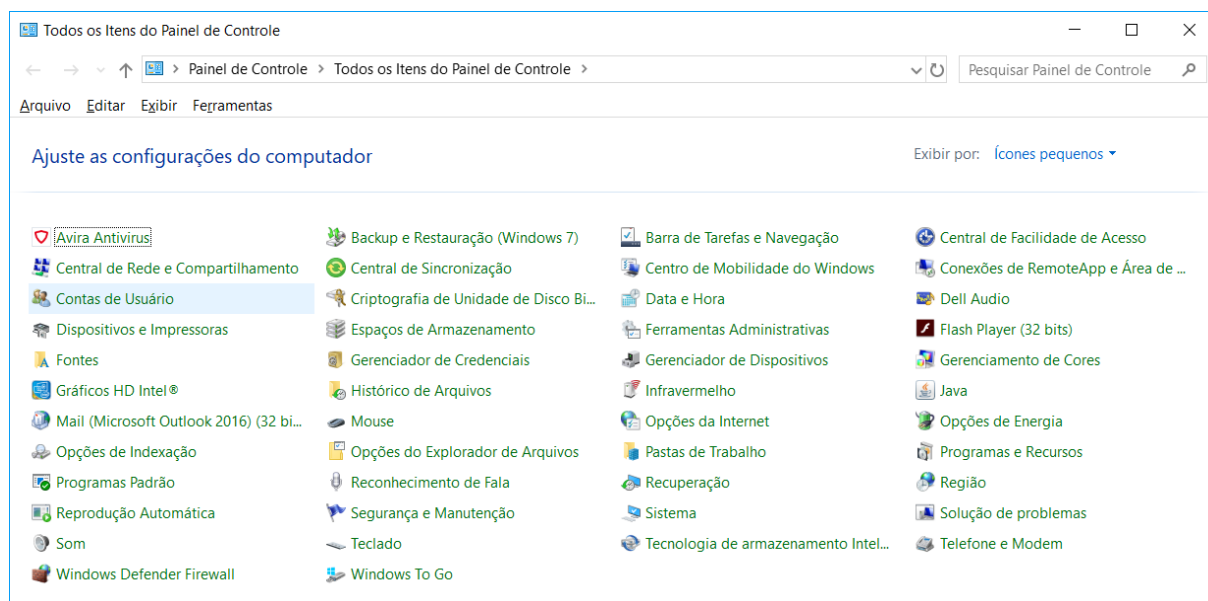 Todos os Itens do Painel de Controle
Painel de Controle > Todos os Itens do Painel de Controle >
Pesquisar Painel de Controle
Arquivo Editar Exibir Ferramentas
Ajuste as configurações do computador
Exibir por: Ícones pequenos
Avira Antivirus Backup e Restauração (Windows 7) Barra de Tarefas e Navegação Central de Facilidade de Acesso
Central de Rede e Compartilhamento Central de Sincronização Centro de Mobilidade do Windows Conexões de RemoteApp e Área de ...
Contas de Usuário Criptografia de Unidade de Disco Bi... Data e Hora Dell Audio
Dispositivos e Impressoras Espaços de Armazenamento Ferramentas Administrativas Flash Player (32 bits)
Fontes Gerenciador de Credenciais Gerenciador de Dispositivos Gerenciamento de Cores
Gráficos HD Intel® Histórico de Arquivos Infravermelho Java
Mail (Microsoft Outlook 2016) (32 bi... Mouse Opções da Internet Opções de Energia
Opções de Indexação Opções do Explorador de Arquivos Pastas de Trabalho Programas e Recursos
Programas Padrão Reconhecimento de Fala Recuperação Região
Reprodução Automática Segurança e Manutenção Sistema Solução de problemas
Som Teclado Tecnologia de armazenamento Intel... Telefone e Modem
Windows Defender Firewall Windows To Go